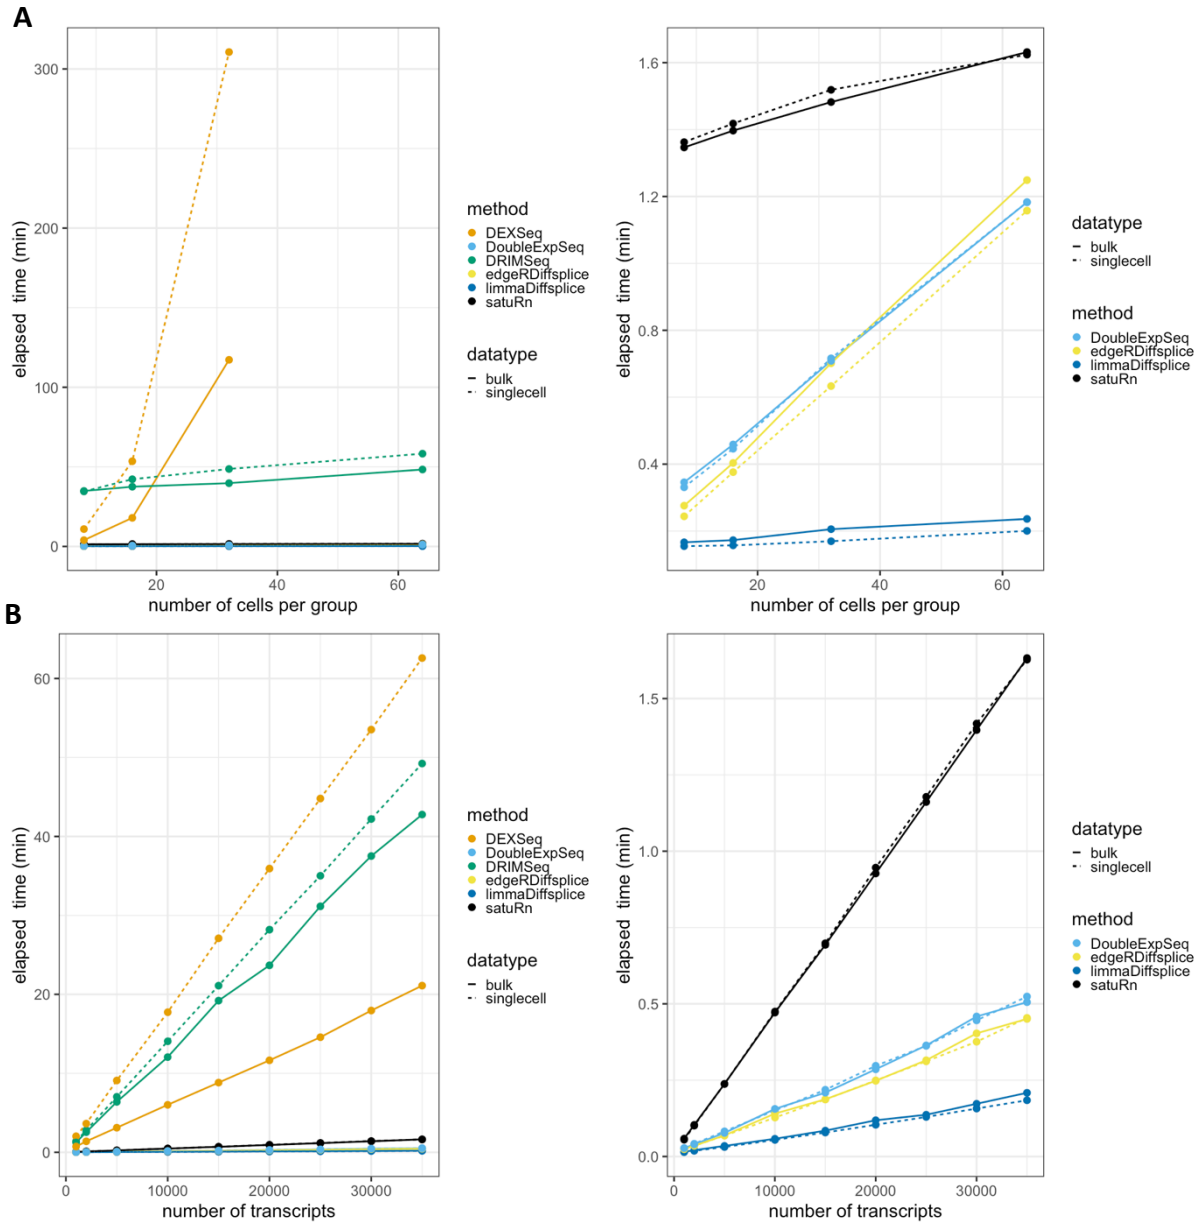 A
300
200
100
0
elapsed time (min)
20
40
60
number of cells per group
method
DEXSeq
DoubleExpSeq
DRIMSeq
edgeRDiffsplice
limmaDiffsplice
satuRn
datatype
bulk
singlecell
1.6
1.2
0.8
0.4
elapsed time (min)
20
40
60
number of cells per group
datatype
bulk
singlecell
method
DoubleExpSeq
edgeRDiffsplice
limmaDiffsplice
satuRn
B
60
40
20
0
elapsed time (min)
0
10000
20000
30000
number of transcripts
method
DEXSeq
DoubleExpSeq
DRIMSeq
edgeRDiffsplice
limmaDiffsplice
satuRn
datatype
bulk
singlecell
1.5
1.0
0.5
0.0
elapsed time (min)
0
10000
20000
30000
number of transcripts
datatype
bulk
singlecell
method
DoubleExpSeq
edgeRDiffsplice
limmaDiffsplice
satuRn